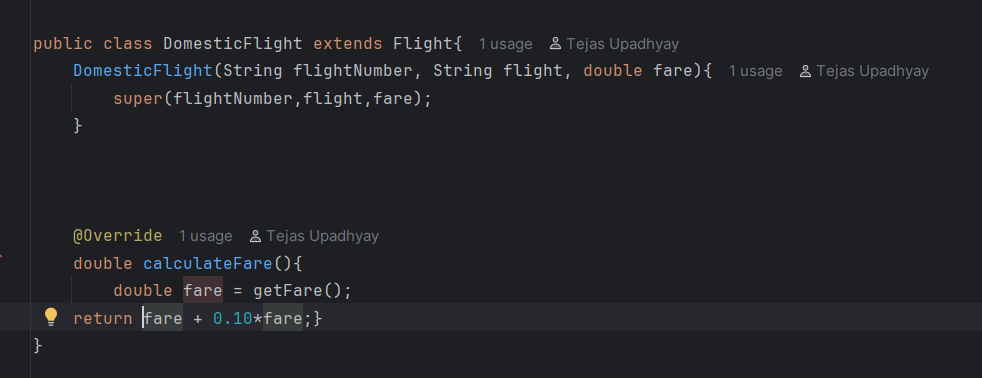 public class DomesticFlight extends Flight{ 1 usage Tejas Upadhyay
DomesticFlight(String flightNumber, String flight, double fare){ 1 usage Tejas Upadhyay
super(flightNumber,flight,fare);
}
@Override 1 usage Tejas Upadhyay
double calculateFare(){
double fare = getFare();
return fare + 0.10*fare;}
}